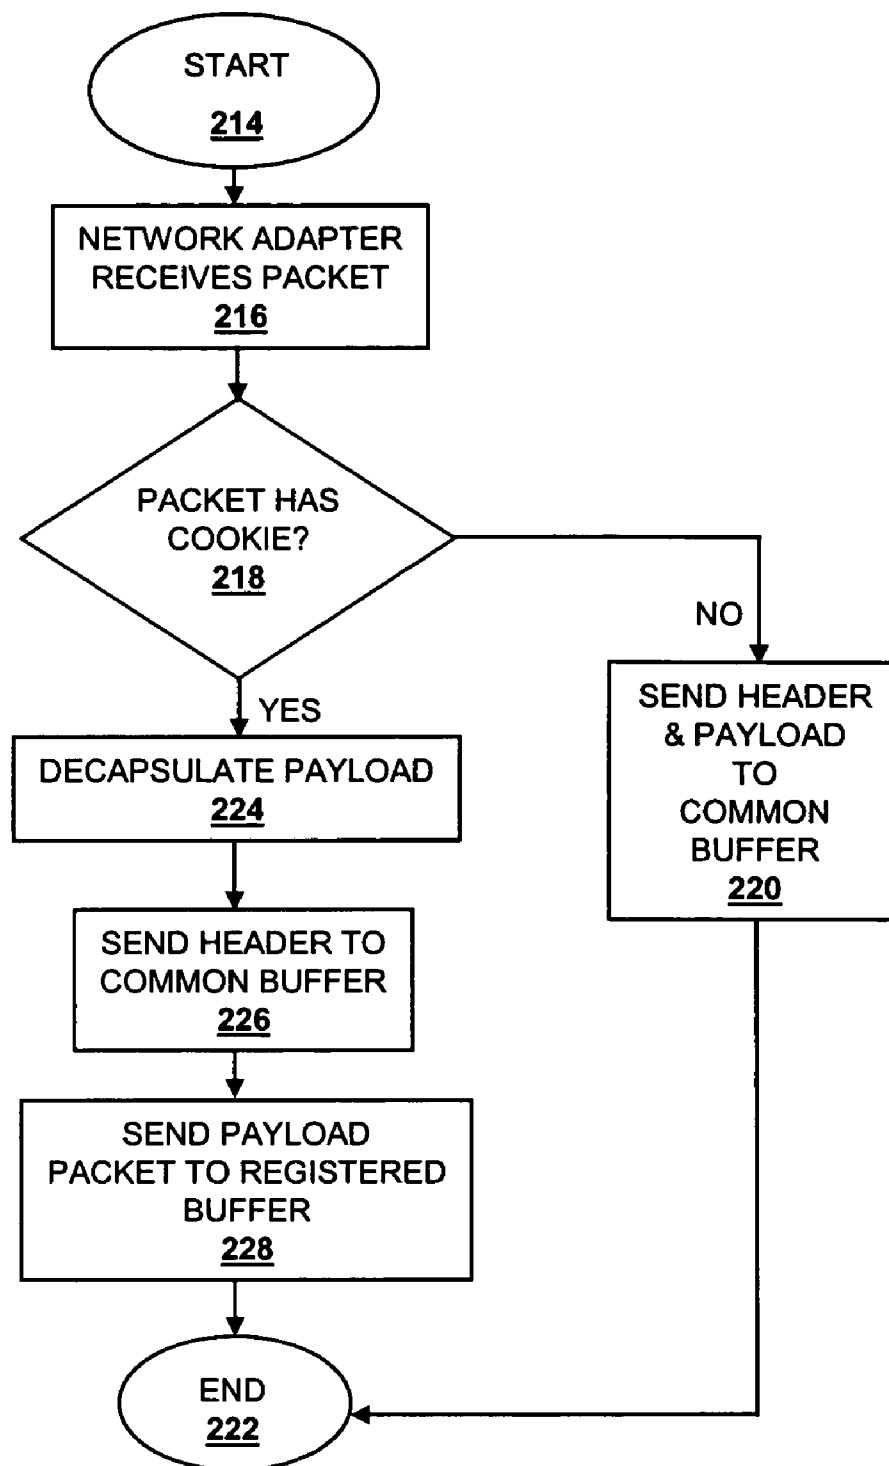 START
214
NETWORK ADAPTER
RECEIVES PACKET
216
PACKET HAS
COOKIE?
218
NO
YES
SEND HEADER
& PAYLOAD
TO
COMMON
BUFFER
220
DECAPSULATE PAYLOAD
224
SEND HEADER TO
COMMON BUFFER
226
SEND PAYLOAD
PACKET TO REGISTERED
BUFFER
228
END
222